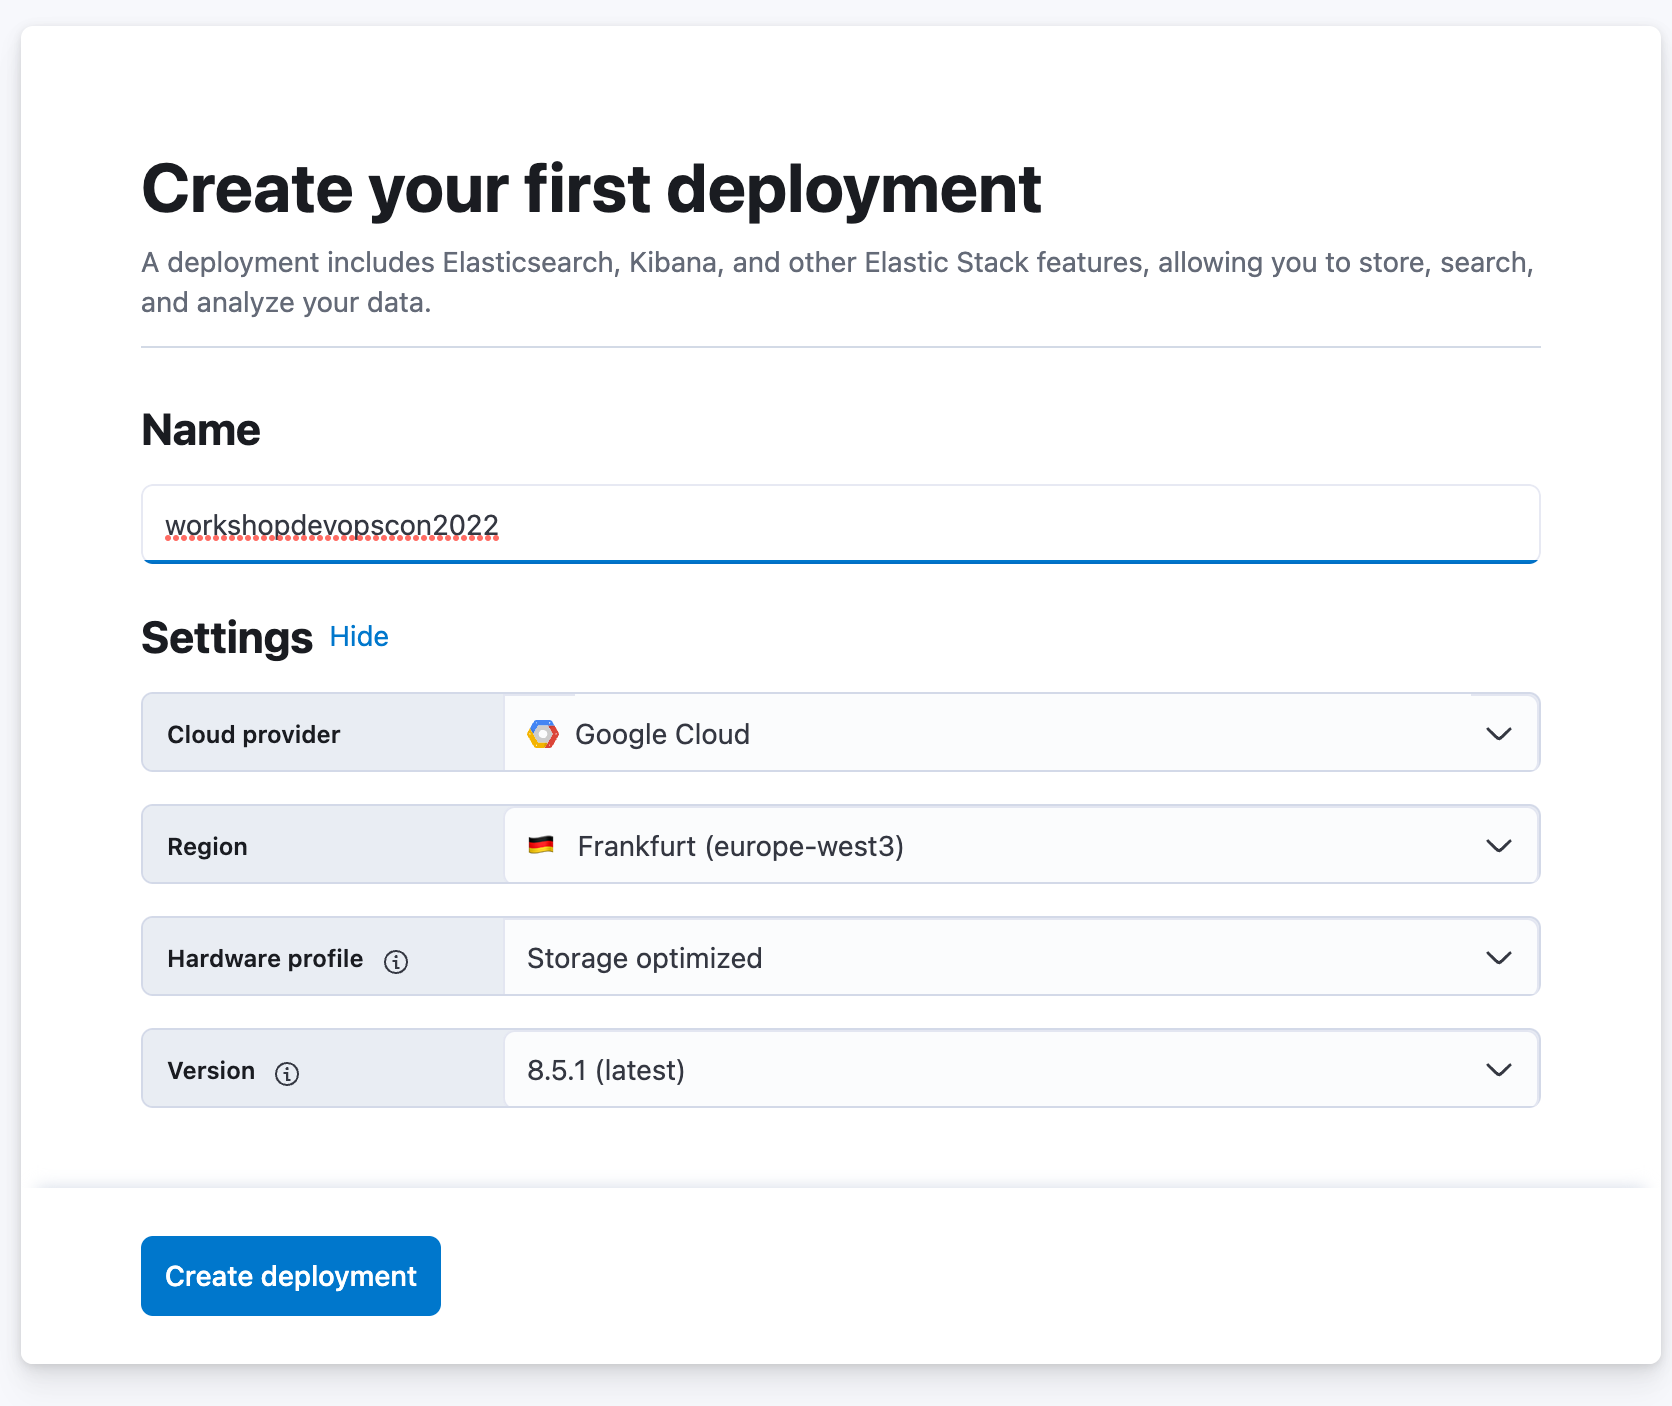 Create your first deployment
A deployment includes Elasticsearch, Kibana, and other Elastic Stack features, allowing you to store, search,
and analyze your data.
Name
workshopdevopscon2022
Settings Hide
Cloud provider Google Cloud
Region Frankfurt (europe-west3)
Hardware profile Storage optimized
Version 8.5.1 (latest)
Create deployment